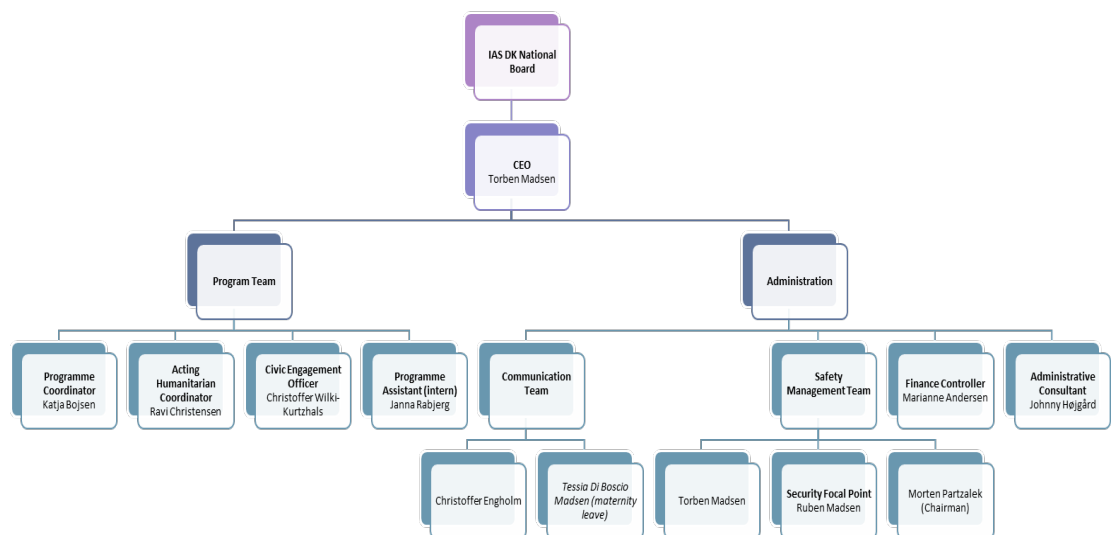 IAS DK National
Board
CEO
Torben Madsen
Program Team
Administration
Programme
Coordinator
Katja Bojsen
Acting
Humanitarian
Coordinator
Ravi Christensen
Civic Engagement
Officer
Christoffer Wilki-
Kurtzhals
Programme
Assistant (intern)
Janna Rabjerg
Communication
Team
Safety
Management Team
Finance Controller
Marianne Andersen
Administrative
Consultant
Johnny Højgård
Christoffer Engholm
Tessia Di Boscio
Madsen (maternity
leave)
Torben Madsen
Security Focal Point
Ruben Madsen
Morten Partzalek
(Chairman)